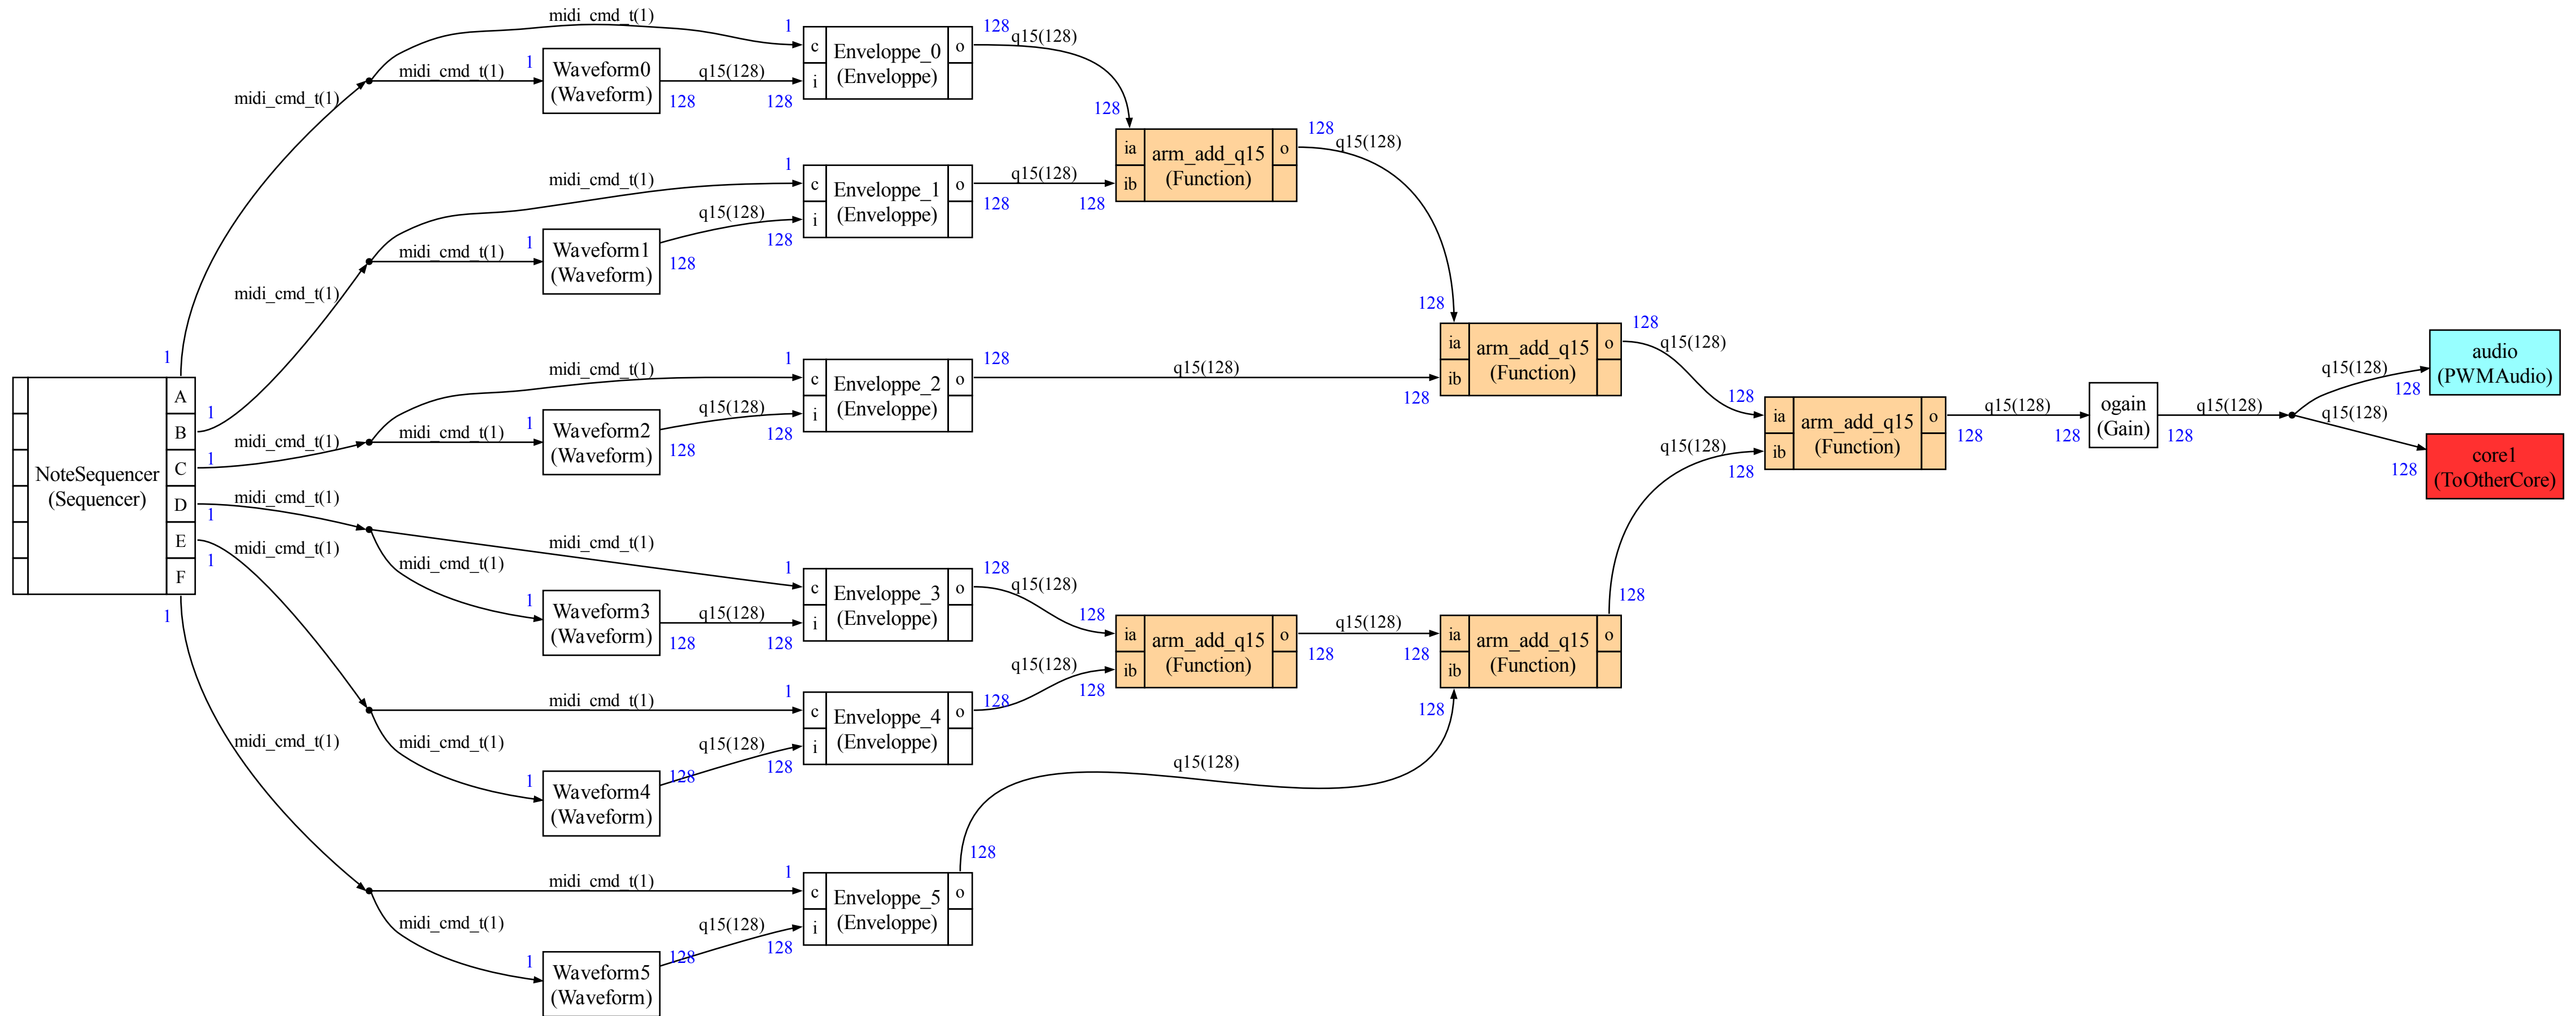 midi_cmd_t(1)
1
128
q15(128)
c
Enveloppe_0
(Enveloppe)
o
i
midi_cmd_t(1)
1
Waveform0
(Waveform)
q15(128)
128
128
midi_cmd_t(1)
128
128
ia
arm_add_q15
(Function)
o
ib
q15(128)
midi_cmd_t(1)
1
c
Enveloppe_1
(Enveloppe)
o
i
q15(128)
128
128
midi_cmd_t(1)
1
Waveform1
(Waveform)
q15(128)
128
128
midi_cmd_t(1)
128
128
ia
arm_add_q15
(Function)
o
ib
q15(128)
1
midi_cmd_t(1)
1
c
Enveloppe_2
(Enveloppe)
o
i
128
q15(128)
128
NoteSequencer
(Sequencer)
A
B
C
D
E
F
1
midi_cmd_t(1)
1
midi_cmd_t(1)
1
Waveform2
(Waveform)
q15(128)
128
128
128
ia
arm_add_q15
(Function)
o
ib
q15(128)
128
128
ogain
(Gain)
q15(128)
128
q15(128)
128
audio
(PWMAudio)
q15(128)
128
core1
(ToOtherCore)
q15(128)
128
midi_cmd_t(1)
1
midi_cmd_t(1)
1
midi_cmd_t(1)
1
c
Enveloppe_3
(Enveloppe)
o
i
128
q15(128)
128
midi_cmd_t(1)
1
Waveform3
(Waveform)
q15(128)
128
128
ia
arm_add_q15
(Function)
o
ib
q15(128)
128
128
ia
arm_add_q15
(Function)
o
ib
128
1
midi_cmd_t(1)
midi_cmd_t(1)
1
c
Enveloppe_4
(Enveloppe)
o
i
128
q15(128)
128
128
midi_cmd_t(1)
1
Waveform4
(Waveform)
q15(128)
128
128
q15(128)
128
midi_cmd_t(1)
1
c
Enveloppe_5
(Enveloppe)
o
i
midi_cmd_t(1)
1
Waveform5
(Waveform)
q15(128)
128
128